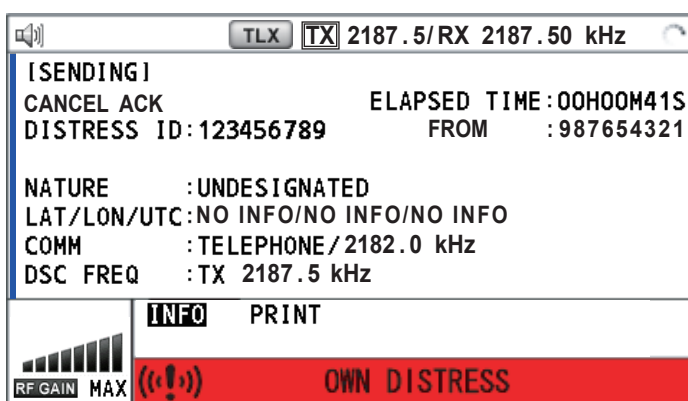 TLX TX 2187.5/RX 2187.50 kHz
[SENDING]
CANCEL ACK ELAPSED TIME:00H00M41S
DISTRESS ID:123456789 FROM :987654321
NATURE :UNDESIGNATED
LAT/LON/UTC:NO INFO/NO INFO/NO INFO
COMM :TELEPHONE/2182.0 kHz
DSC FREQ :TX 2187.5 kHz
INFO PRINT
RF GAIN MAX OWN DISTRESS